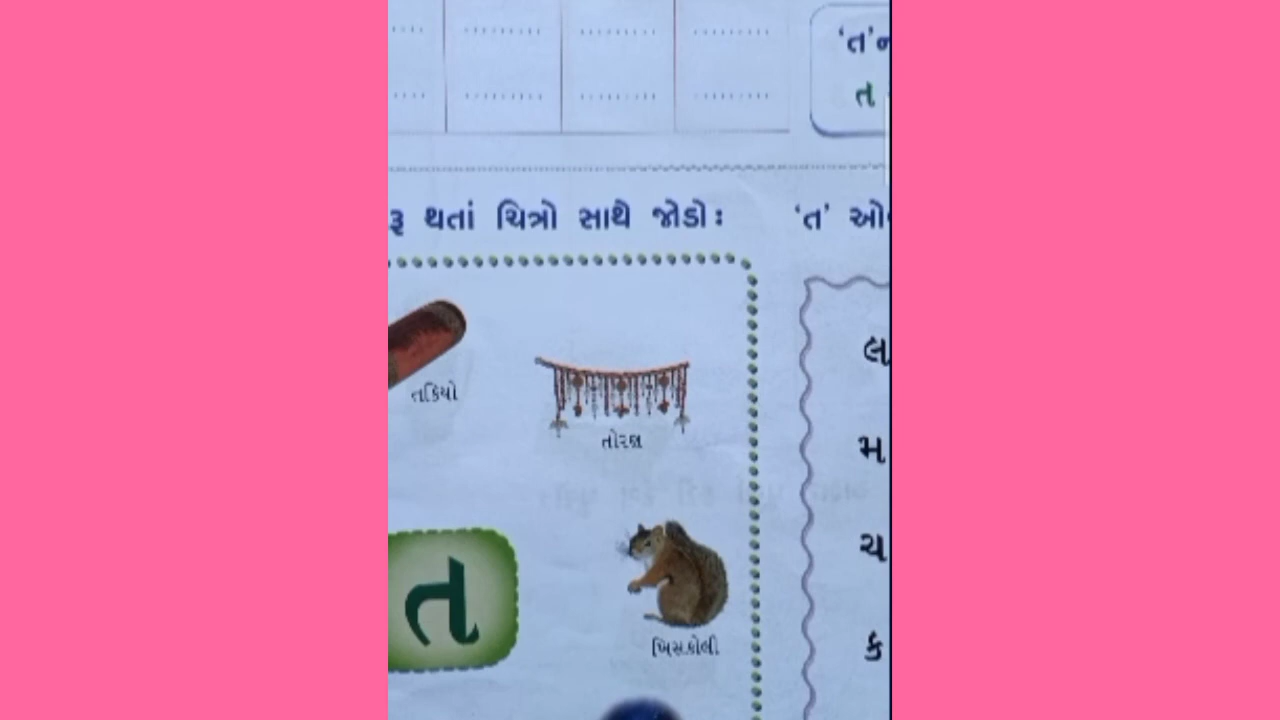 ‘ત’
ત
થતાં ચિત્રો સાથે જોડો :
‘ત’
તકિયો
તોરણ
ત
ખિસકોલી
લ
મ
ચ
ક